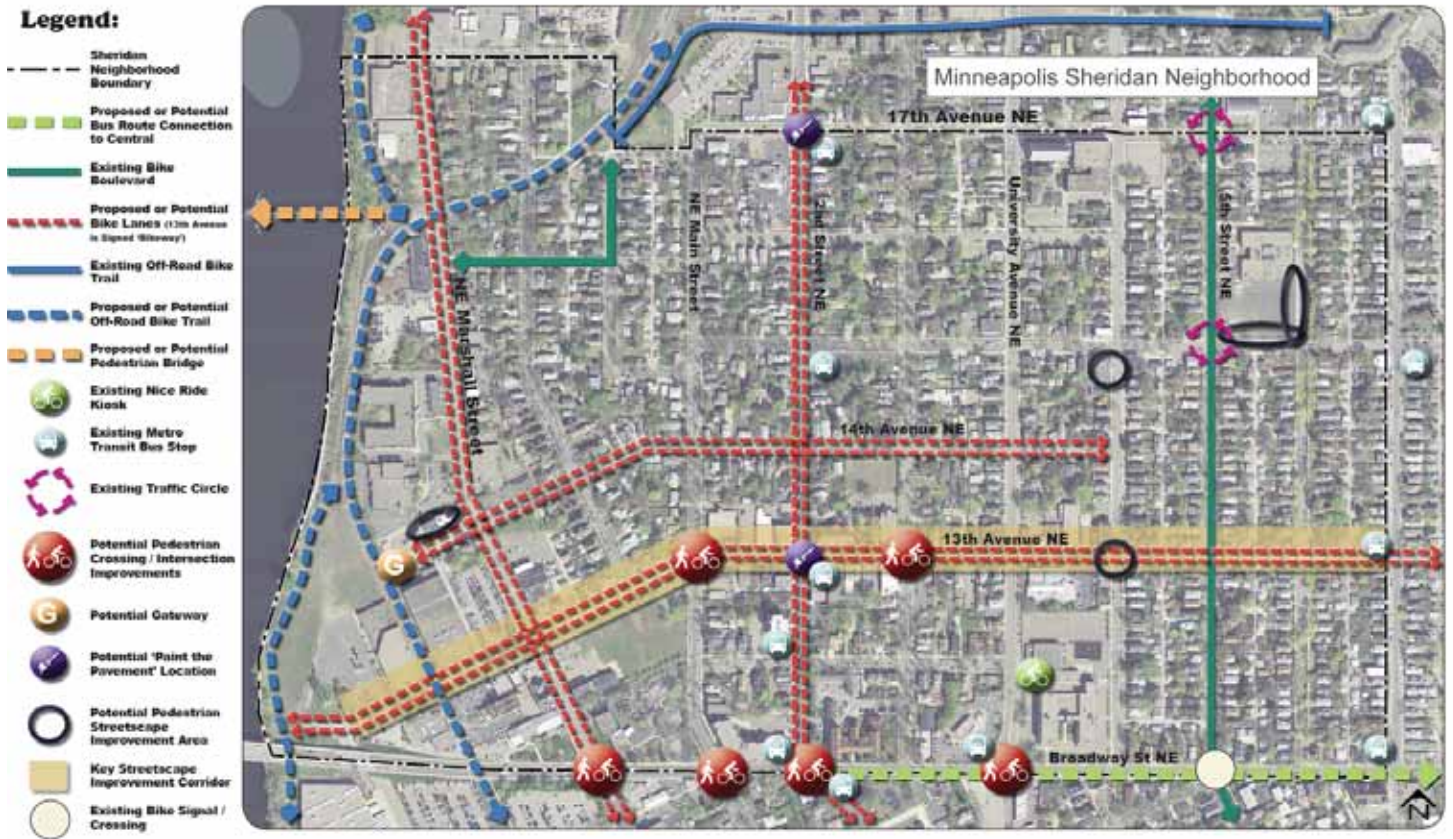 Legend:
Sheridan
Neighborhood
Boundary
Proposed or Potential
Bus Route Connection
to Central
Existing Bike
Boulevard
Proposed or Potential
Bike Lanes (13th Avenue
is Signed 'Bikeway')
Existing Off-Road Bike
Trail
Proposed or Potential
Off-Road Bike Trail
Proposed or Potential
Pedestrian Bridge
Existing Nice Ride
Kiosk
Existing Metro
Transit Bus Stop
Existing Traffic Circle
Potential Pedestrian
Crossing / Intersection
Improvements
G
Potential Gateway
Potential 'Paint the
Pavement' Location
Potential Pedestrian
Streetscape
Improvement Area
Key Streetscape
Improvement Corridor
Existing Bike Signal /
Crossing
Minneapolis Sheridan Neighborhood
17th Avenue NE
NE Main Street
2nd Street NE
University Avenue NE
5th Street NE
NE Marshall Street
14th Avenue NE
13th Avenue NE
G
Broadway St NE
N